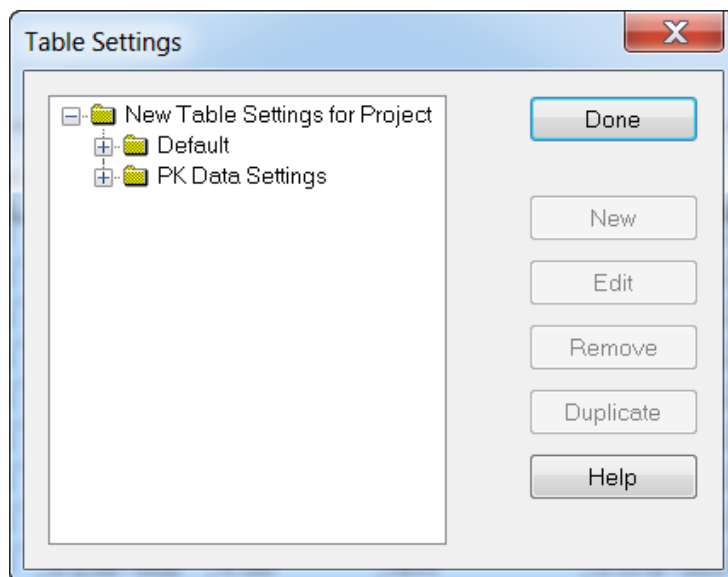 Table Settings
New Table Settings for Project
Default
PK Data Settings
Done
New
Edit
Remove
Duplicate
Help